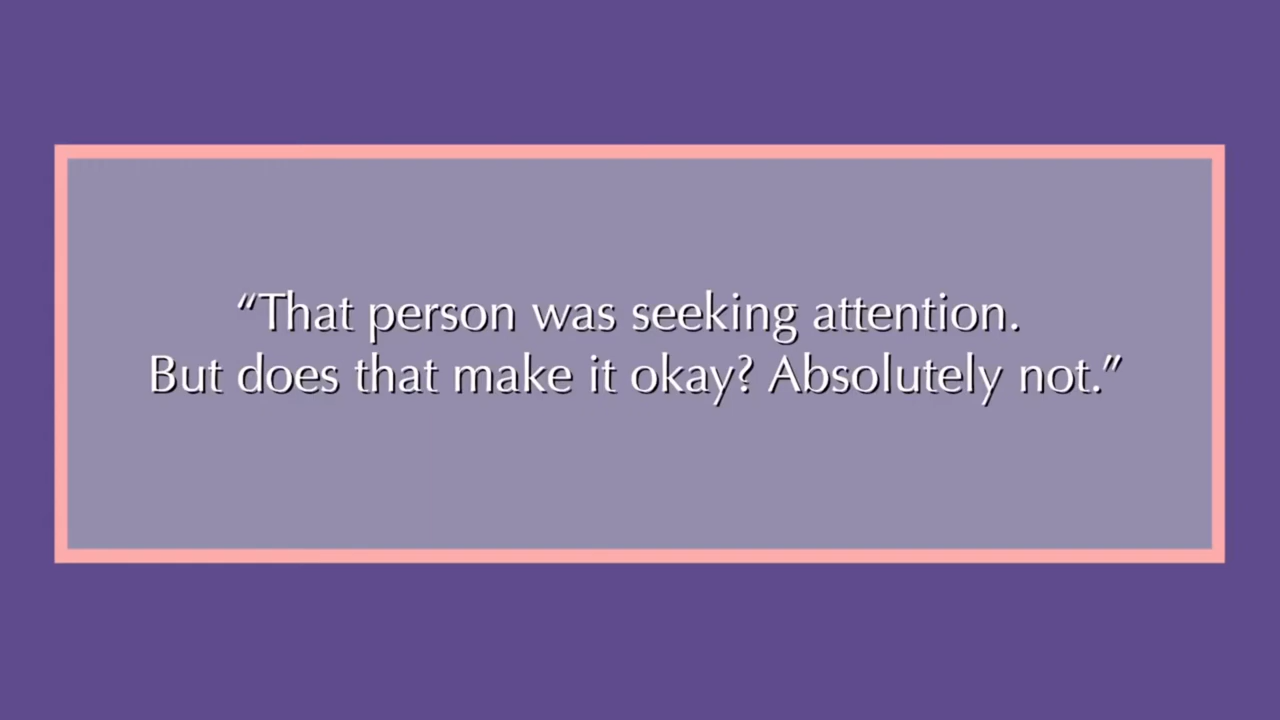 “That person was seeking attention.
But does that make it okay? Absolutely not.”